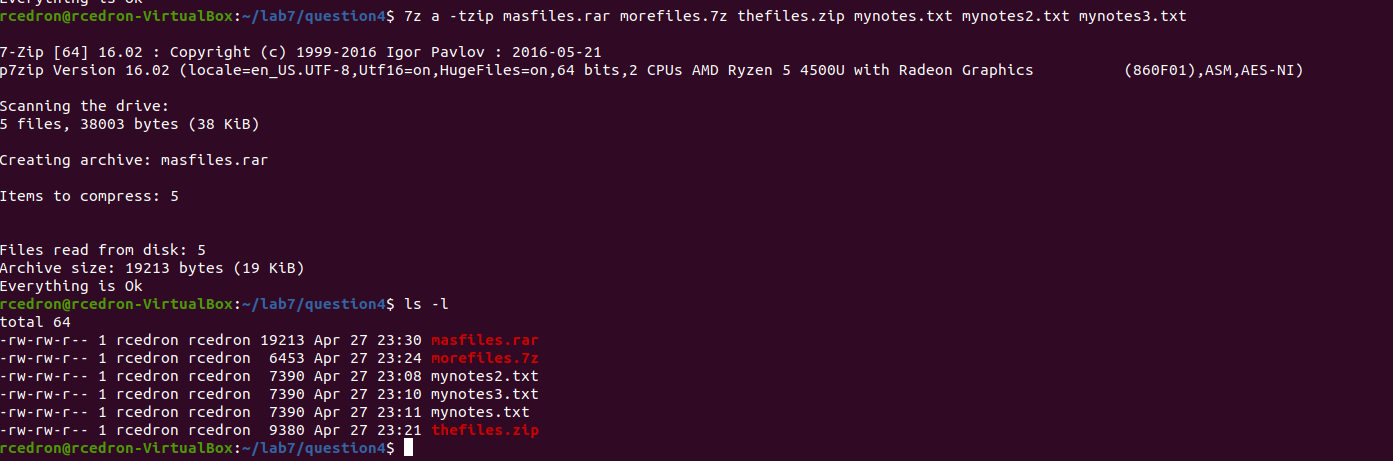 Everything is Ok
rcedron@rcedron-VirtualBox:~/lab7/question4$ 7z a -tzip masfiles.rar morefiles.7z thefiles.zip mynotes.txt mynotes2.txt mynotes3.txt
7-Zip [64] 16.02 : Copyright (c) 1999-2016 Igor Pavlov : 2016-05-21
p7zip Version 16.02 (locale=en_US.UTF-8,Utf16=on,HugeFiles=on,64 bits,2 CPUs AMD Ryzen 5 4500U with Radeon Graphics          (860F01),ASM,AES-NI)
Scanning the drive:
5 files, 38003 bytes (38 KiB)
Creating archive: masfiles.rar
Items to compress: 5
Files read from disk: 5
Archive size: 19213 bytes (19 KiB)
Everything is Ok
rcedron@rcedron-VirtualBox:~/lab7/question4$ ls -l
total 64
-rw-rw-r-- 1 rcedron rcedron 19213 Apr 27 23:30 masfiles.rar
-rw-rw-r-- 1 rcedron rcedron  6453 Apr 27 23:24 morefiles.7z
-rw-rw-r-- 1 rcedron rcedron  7390 Apr 27 23:08 mynotes2.txt
-rw-rw-r-- 1 rcedron rcedron  7390 Apr 27 23:10 mynotes3.txt
-rw-rw-r-- 1 rcedron rcedron  7390 Apr 27 23:11 mynotes.txt
-rw-rw-r-- 1 rcedron rcedron  9380 Apr 27 23:21 thefiles.zip
rcedron@rcedron-VirtualBox:~/lab7/question4$